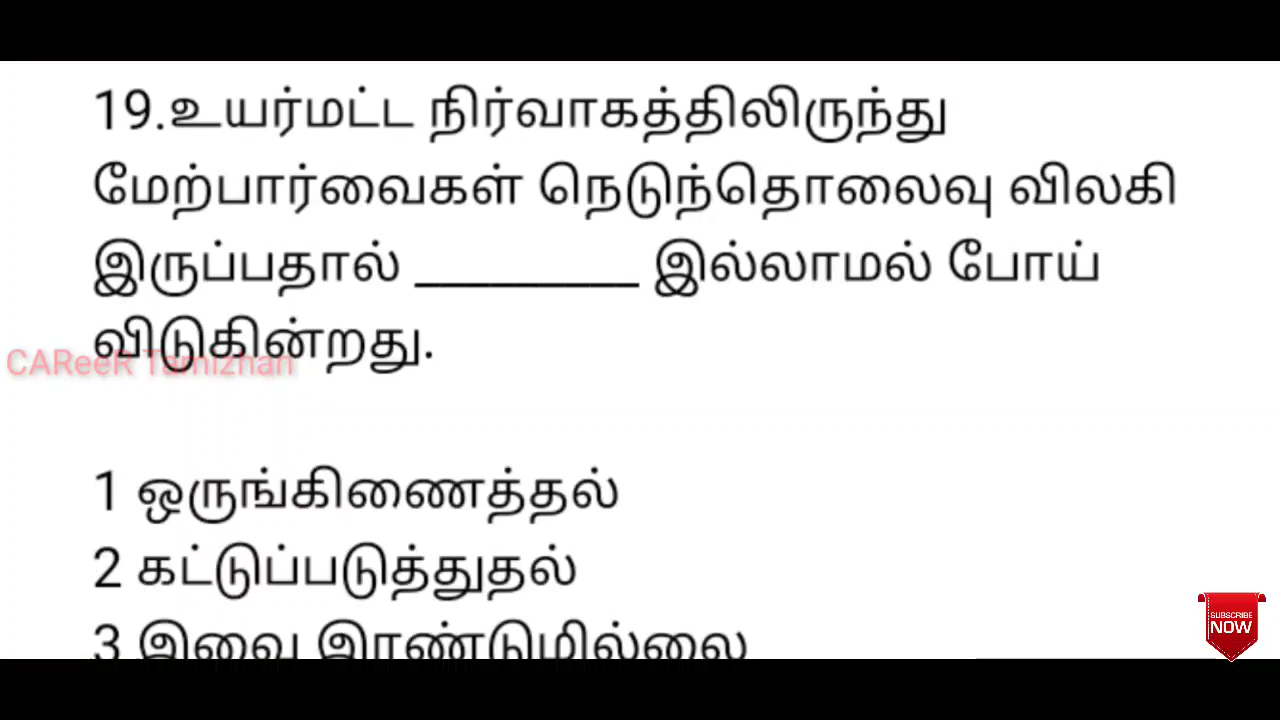 19.உயர்மட்ட நிர்வாகத்திலிருந்து
மேற்பார்வைகள் நெடுந்தொலைவு விலகி
இருப்பதால் ________ இல்லாமல் போய்
விடுகின்றது.
CAReeR Tamizhan
1 ஒருங்கிணைத்தல்
2 கட்டுப்படுத்துதல்
3 இவை இரண்டுமில்லை
SUBSCRIBE
NOW